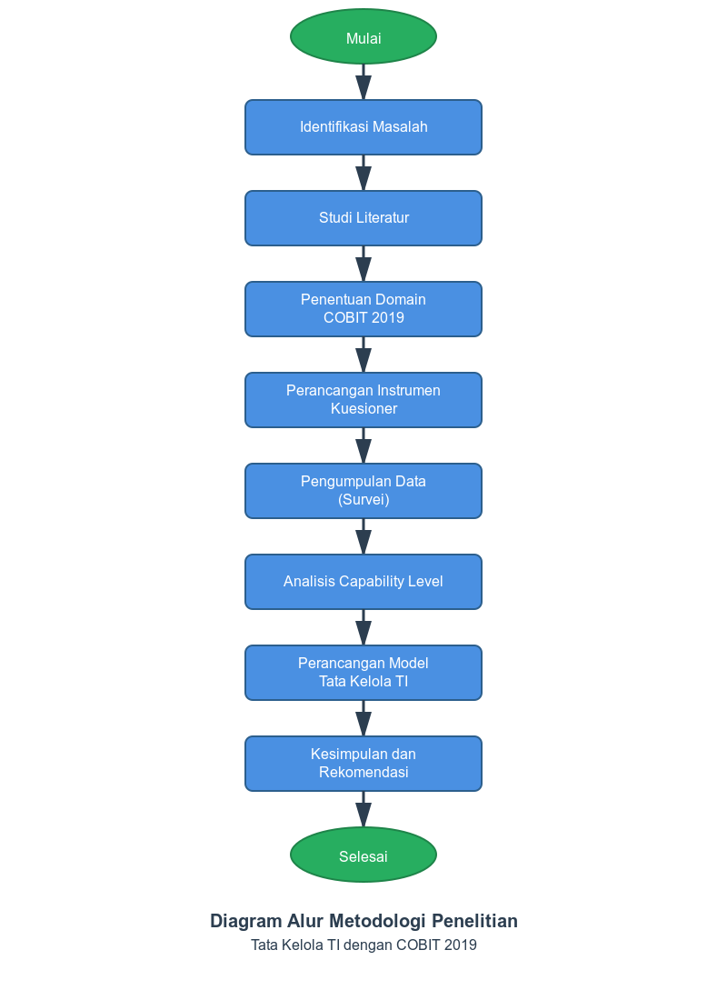 Mulai
Identifikasi Masalah
Studi Literatur
Penentuan Domain
COBIT 2019
Perancangan Instrumen
Kuesioner
Pengumpulan Data
(Survei)
Analisis Capability Level
Perancangan Model
Tata Kelola TI
Kesimpulan dan
Rekomendasi
Selesai
Diagram Alur Metodologi Penelitian
Tata Kelola TI dengan COBIT 2019